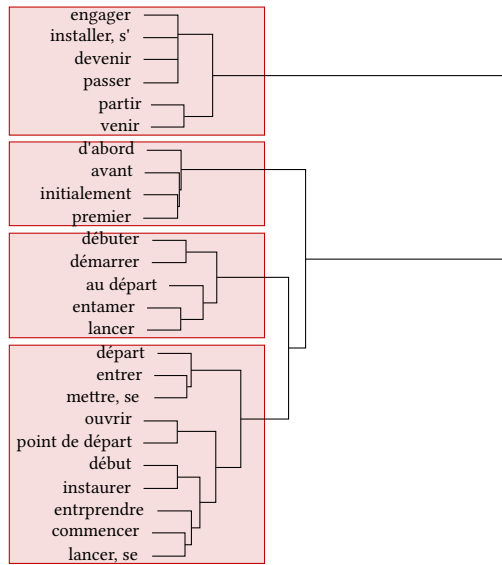 engager
installer, s'
devenir
passer
partir
venir
d'abord
avant
initialement
premier
débuter
démarrer
au départ
entamer
lancer
départ
entrer
mettre, se
ouvrir
point de départ
début
instaurer
entrprendre
commencer
lancer, se